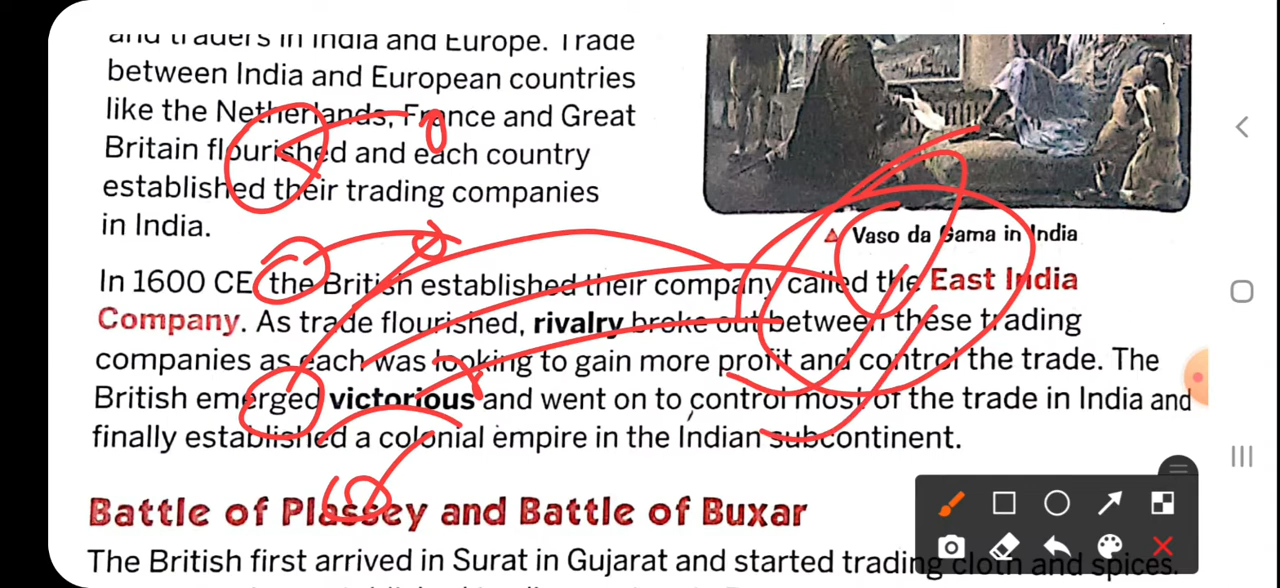 and traders in India and Europe. Trade
between India and European countries
like the Netherlands, France and Great
Britain flourished and each country
established their trading companies
in India.
Vaso da Gama in India
In 1600 CE, the British established their company called the East India
Company. As trade flourished, rivalry broke out between these trading
companies as each was looking to gain more profit and control the trade. The
British emerged victorious and went on to control most of the trade in India and
finally established a colonial empire in the Indian subcontinent.
Battle of Plassey and Battle of Buxar
The British first arrived in Surat in Gujarat and started trading cloth and spices.